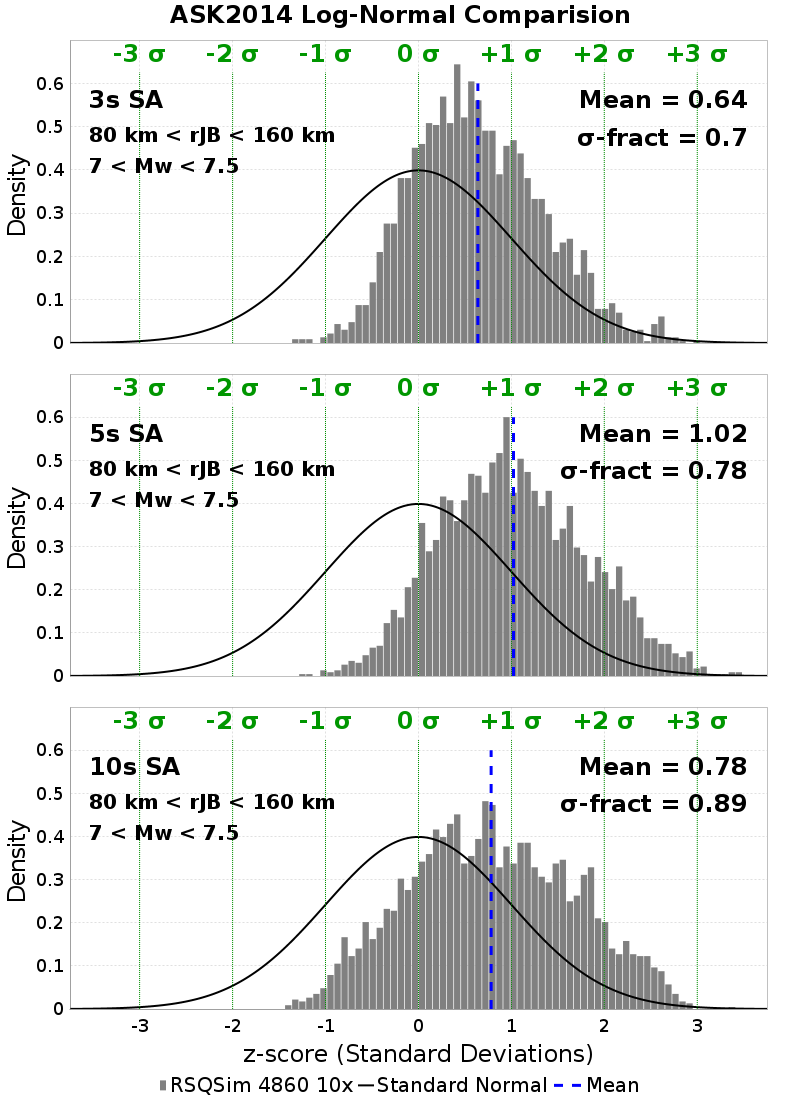 ASK2014 Log-Normal Comparision
-3 σ -2 σ -1 σ 0 σ +1 σ +2 σ +3 σ
3s SA
80 km < rJB < 160 km
7 < Mw < 7.5
Mean = 0.64
σ-fract = 0.7
Density
0.6
0.5
0.4
0.3
0.2
0.1
0
-3 σ -2 σ -1 σ 0 σ +1 σ +2 σ +3 σ
5s SA
80 km < rJB < 160 km
7 < Mw < 7.5
Mean = 1.02
σ-fract = 0.78
Density
0.6
0.5
0.4
0.3
0.2
0.1
0
-3 σ -2 σ -1 σ 0 σ +1 σ +2 σ +3 σ
10s SA
80 km < rJB < 160 km
7 < Mw < 7.5
Mean = 0.78
σ-fract = 0.89
Density
0.6
0.5
0.4
0.3
0.2
0.1
0
-3 -2 -1 0 1 2 3
z-score (Standard Deviations)
RSQSim 4860 10x Standard Normal Mean